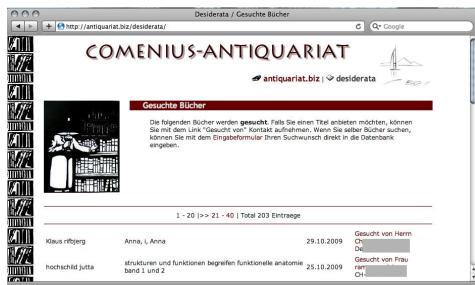 Desiderata / Gesuchte Bücher
http://antiquariat.biz/desiderata/
Google
COMENIUS-ANTIQUARIAT
antiquariat.biz | desiderata
Gesuchte Bücher
Die folgenden Bücher werden gesucht. Falls Sie einen Titel anbieten möchten, können
Sie mit dem Link "Gesucht von" Kontakt aufnehmen. Wenn Sie selber Bücher suchen,
können Sie mit dem Eingabeformular Ihren Suchwunsch direkt in die Datenbank
eingeben.
1 - 20 |>> 21 - 40 | Total 203 Eintraege
Klaus rifbjerg Anna, i, Anna 29.10.2009 Gesucht von Herrn
Ch
De
hochschild jutta strukturen und funktionen begreifen funktionelle anatomie
band 1 und 2 25.10.2009 Gesucht von Frau
ram
CH-